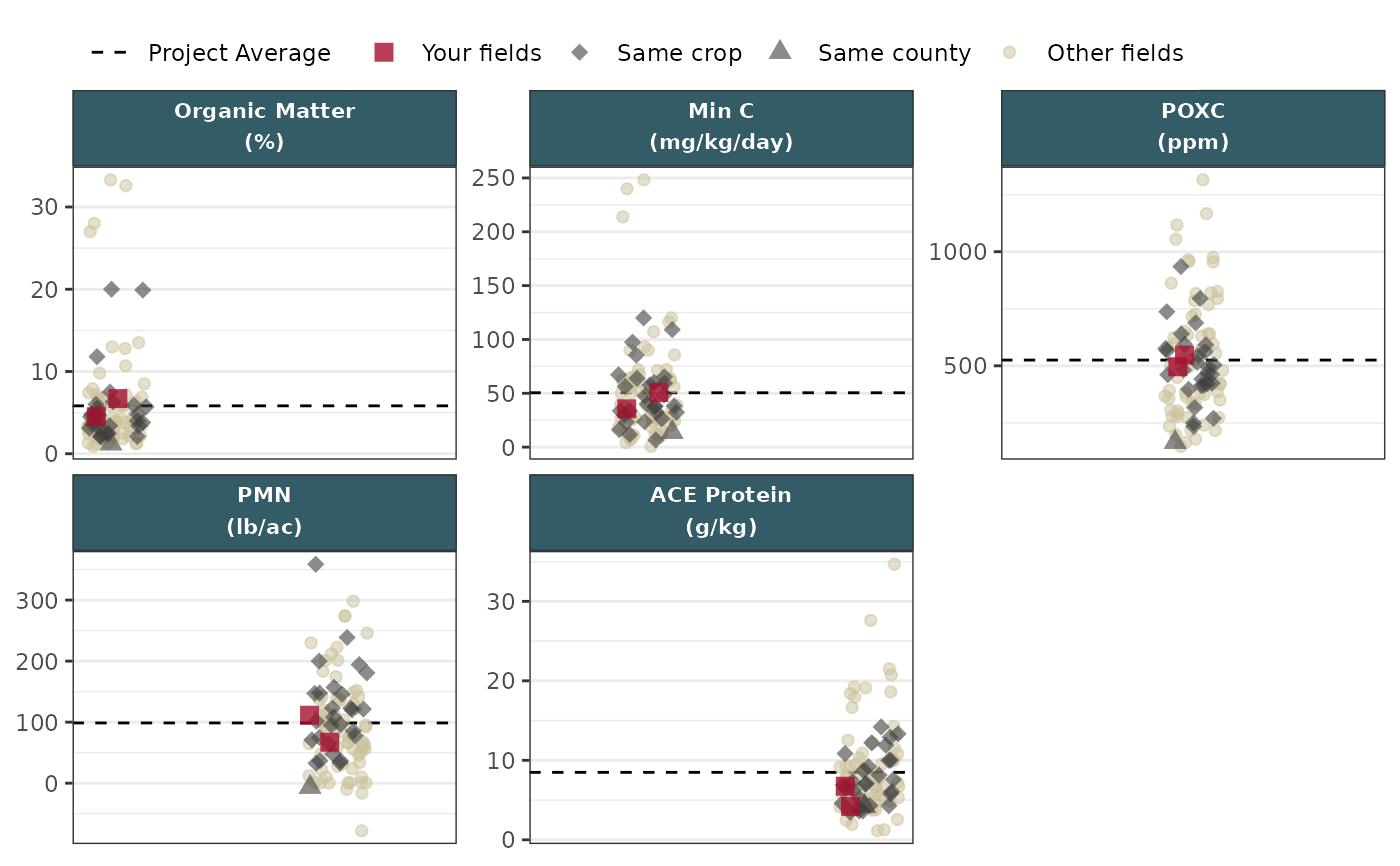 Project Average Your fields Same crop Same county Other fields
Organic Matter
(%)
Min C
(mg/kg/day)
POXC
(ppm)
30
20
10
0
250
200
150
100
50
0
1000
500
PMN
(lb/ac)
ACE Protein
(g/kg)
300
200
100
0
30
20
10
0